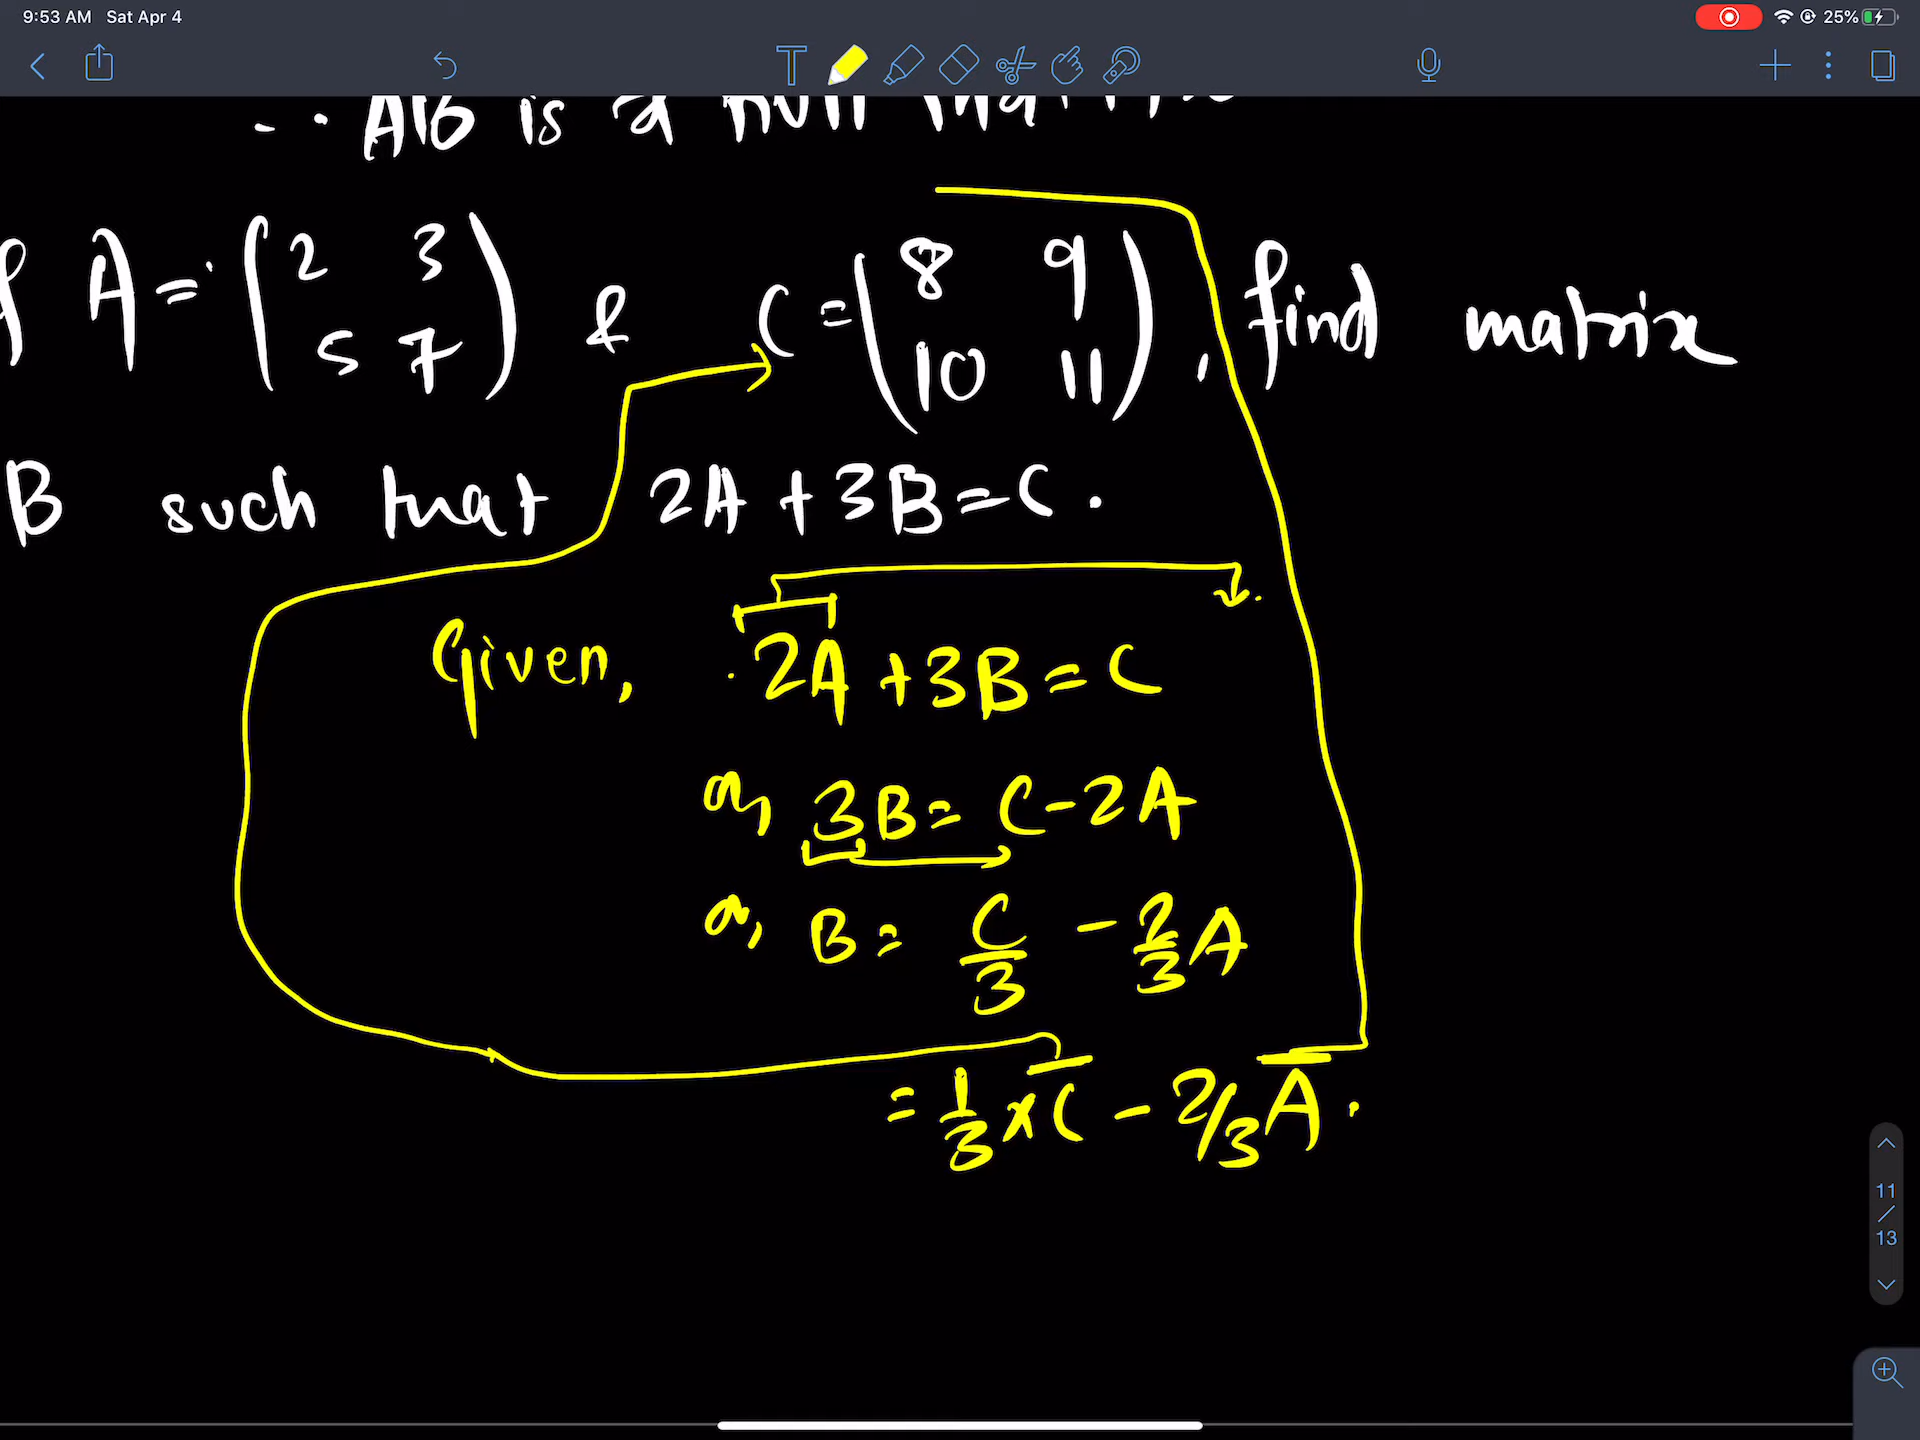 9:53 AM Sat Apr 4
25%
∴ AB is a null matrix
f A = (2 3 5 7) & C = (8 9 10 11), find matrix
B such that 2A + 3B = C.
Given, 2A + 3B = C
or, 3B = C - 2A
or, B = C/3 - 2/3 A
= 1/3 × C - 2/3 A.
11
/
13